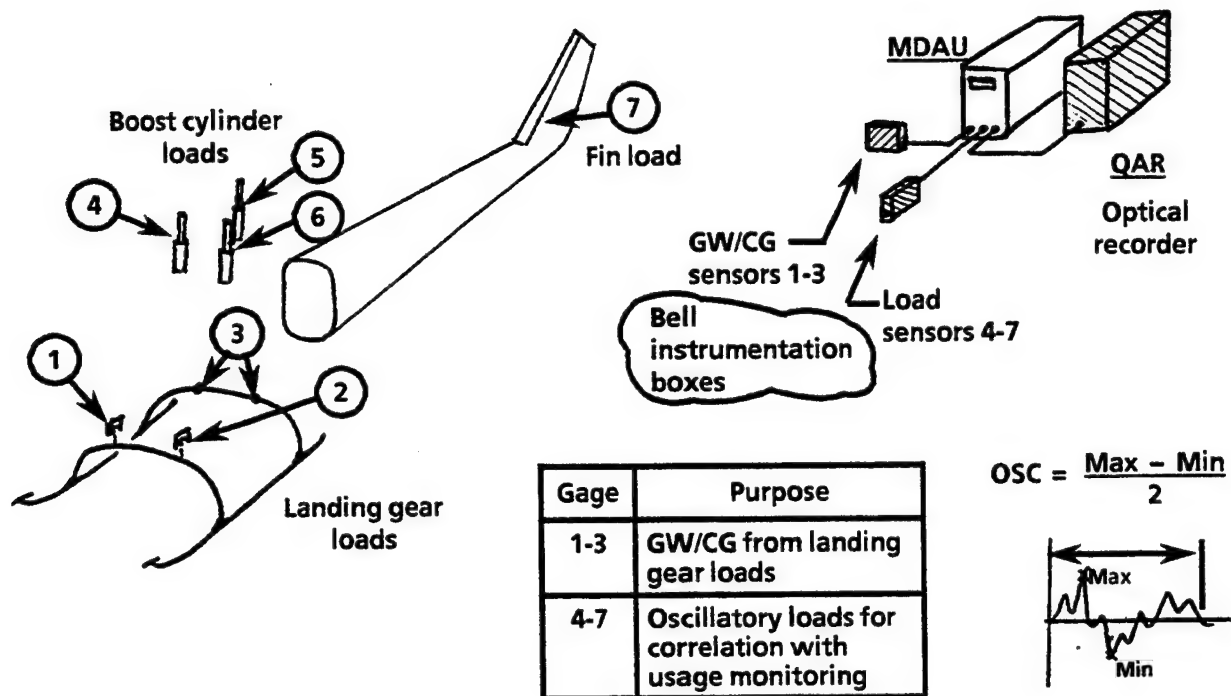 Boost cylinder
loads
4
5
6
7
Fin load
1
3
2
Landing gear
loads
MDAU
QAR
Optical
recorder
GW/CG
sensors 1-3
Load
sensors 4-7
Bell
instrumentation
boxes
Gage Purpose
1-3 GW/CG from landing
gear loads
4-7 Oscillatory loads for
correlation with
usage monitoring
OSC = Max – Min
2
Max
Min